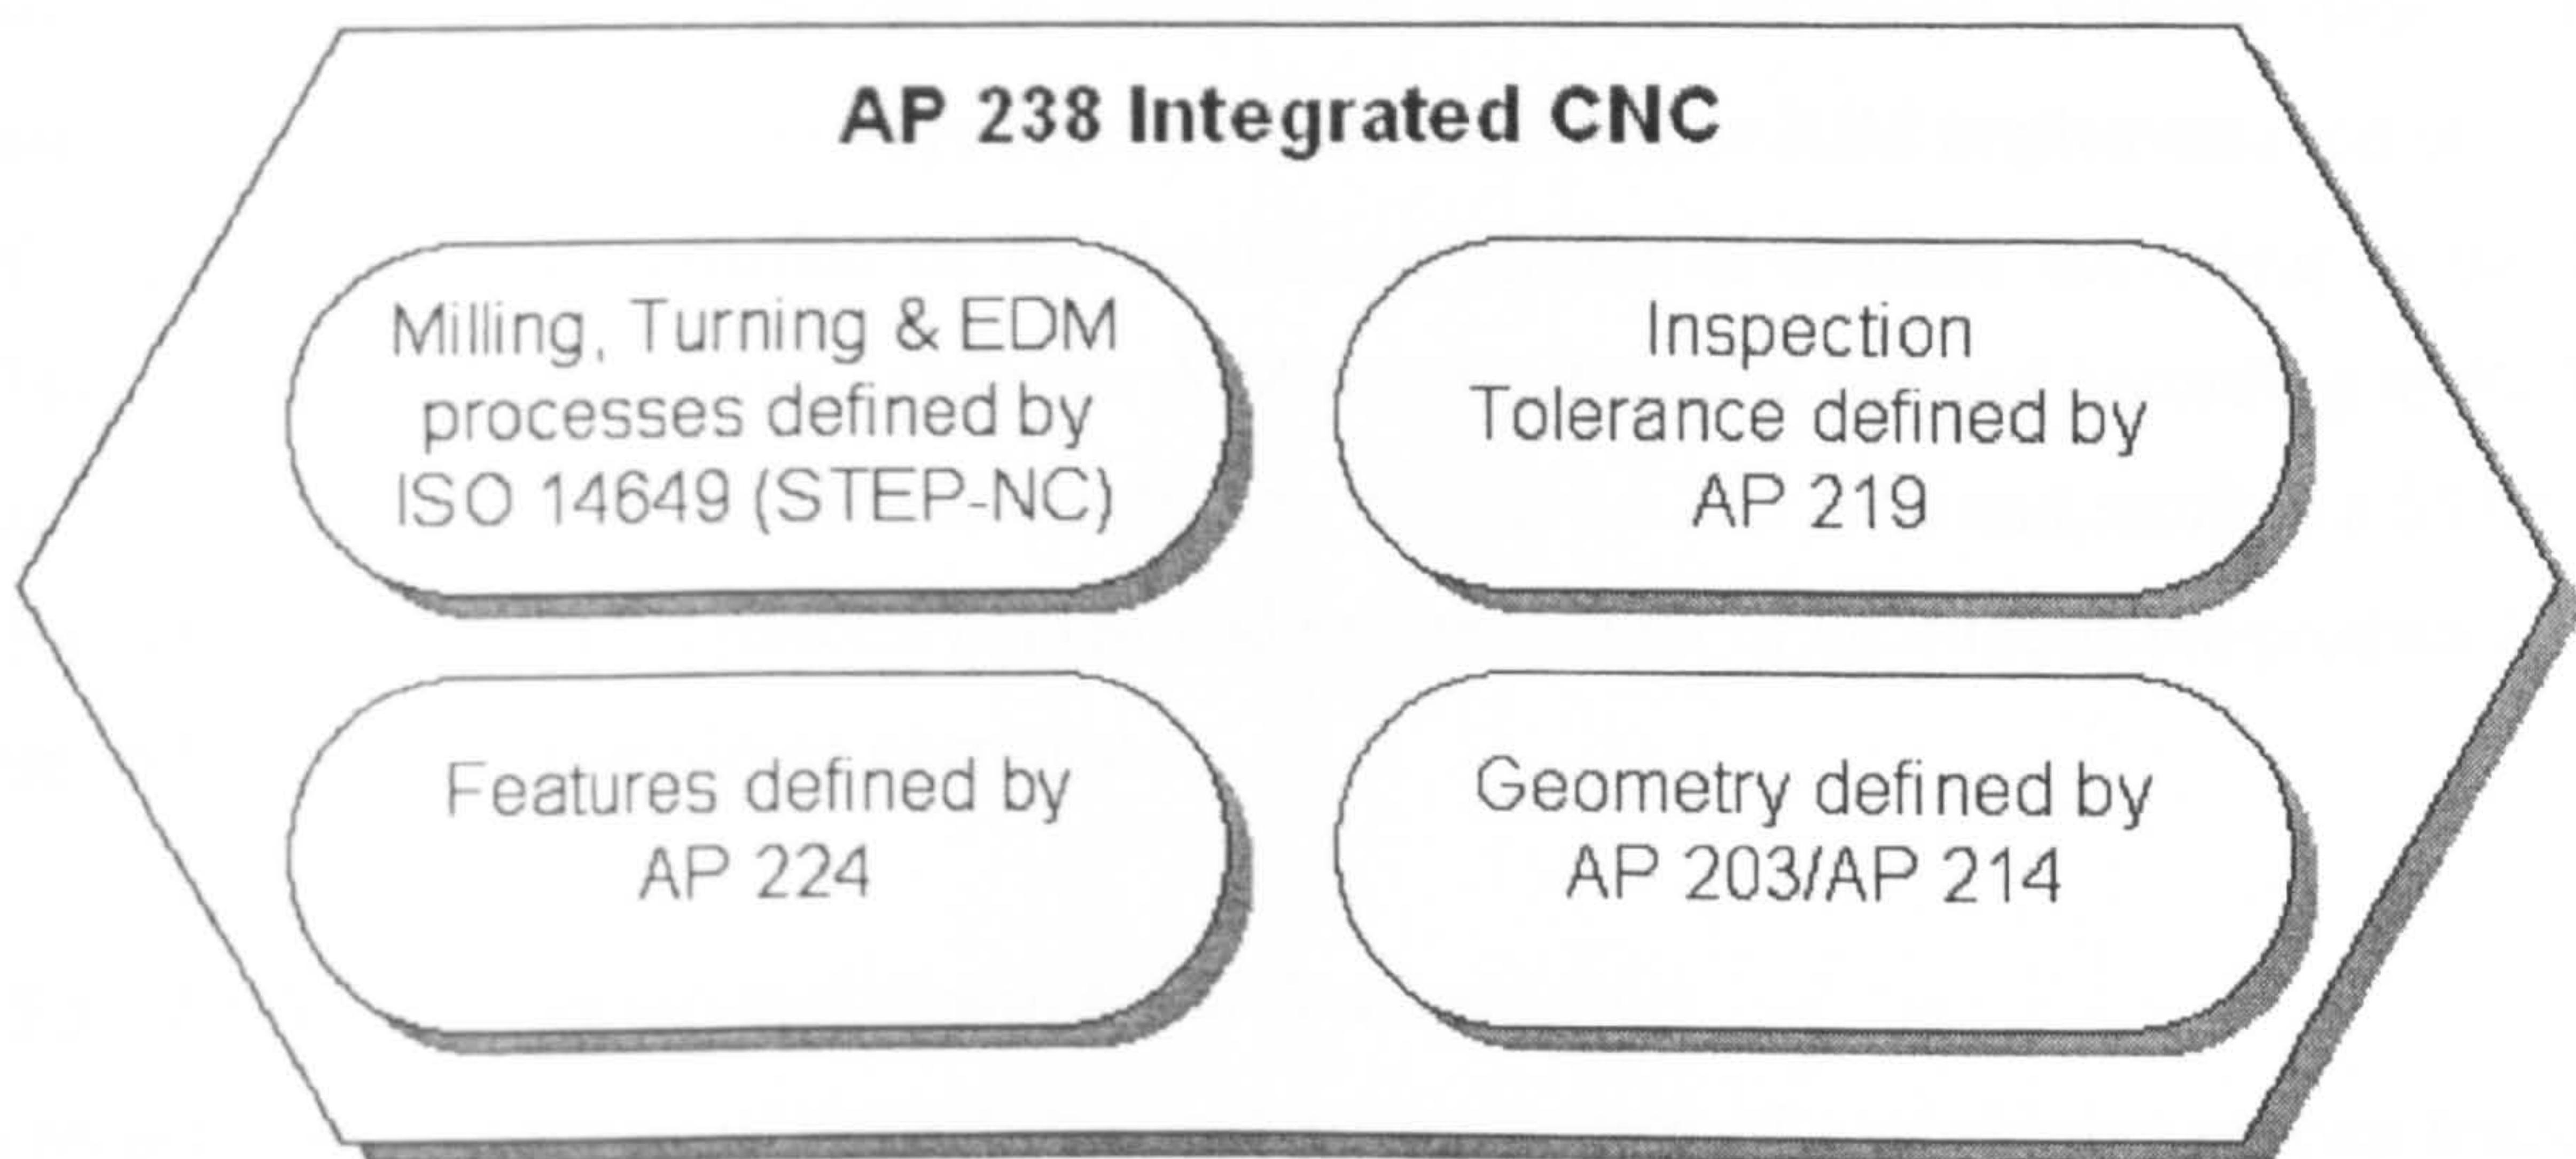 AP 238 Integrated CNC
Milling, Turning & EDM
processes defined by
ISO 14649 (STEP-NC)
Inspection
Tolerance defined by
AP 219
Features defined by
AP 224
Geometry defined by
AP 203/AP 214